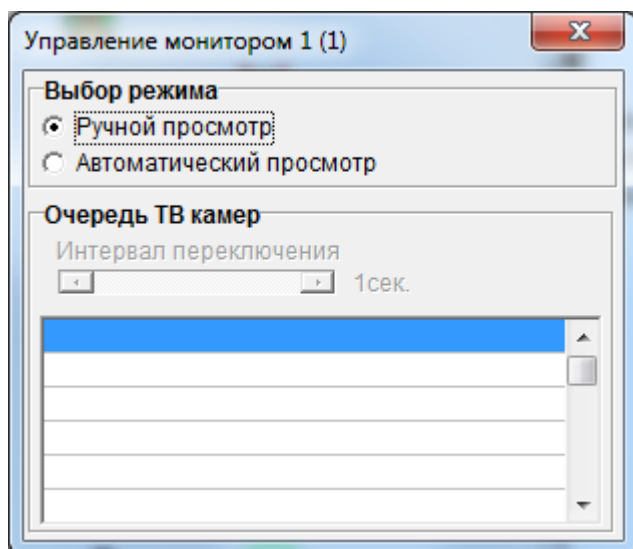 Управление монитором 1 (1)
Выбор режима
Ручной просмотр
Автоматический просмотр
Очередь ТВ камер
Интервал переключения
1сек.